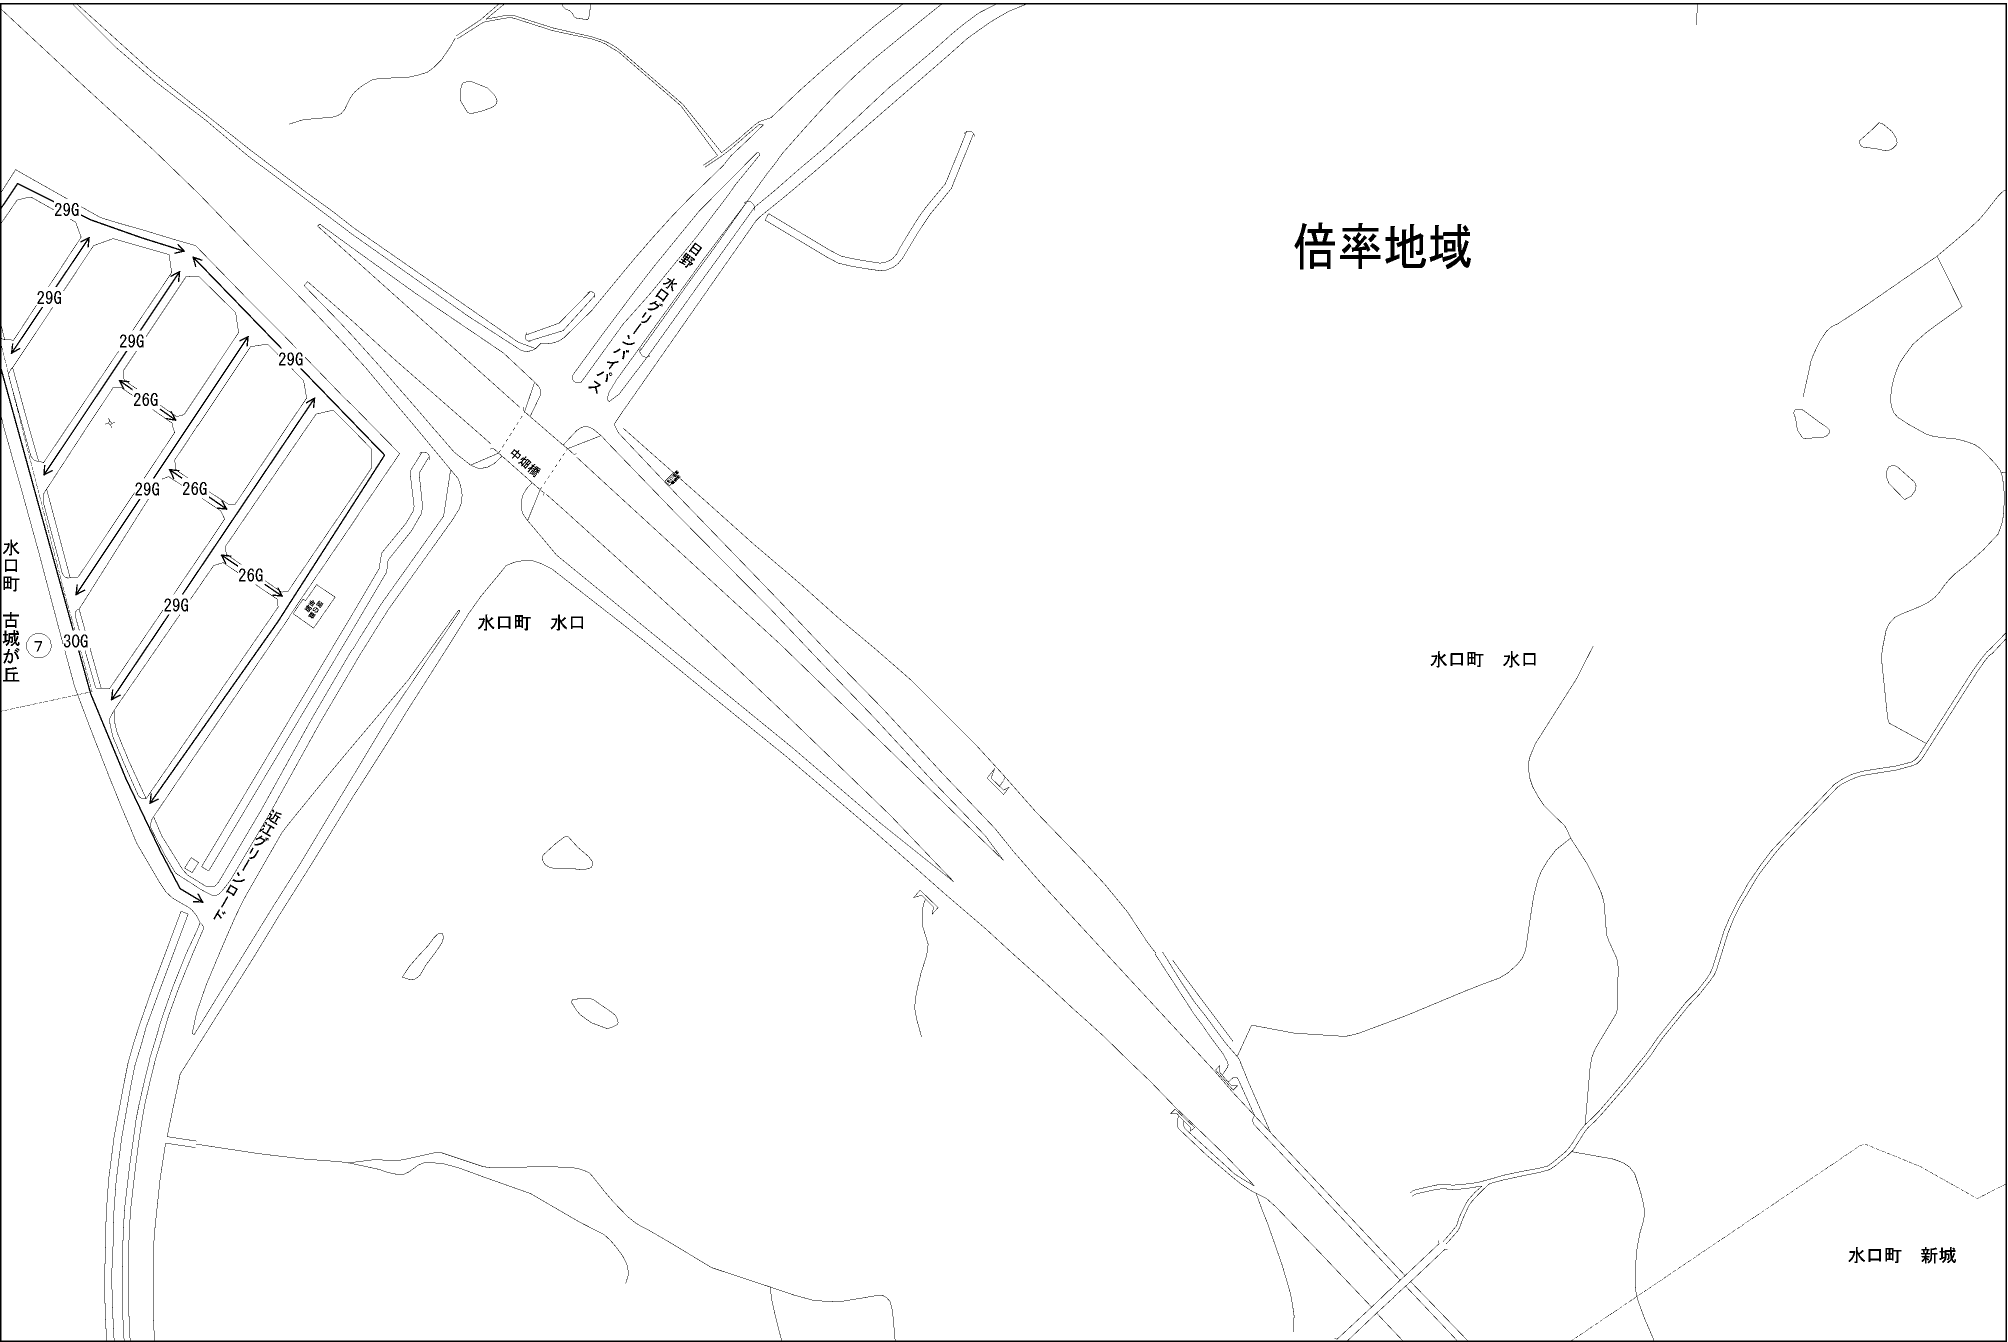 29G
日野水口グリーンバイパス
倍率地域
29G
29G
29G
26G
中畑橋
29G
26G
水口町 古城が丘
26G
29G
水口町 水口
7
30G
水口町 水口
近江グリーンロード
水口町 新城